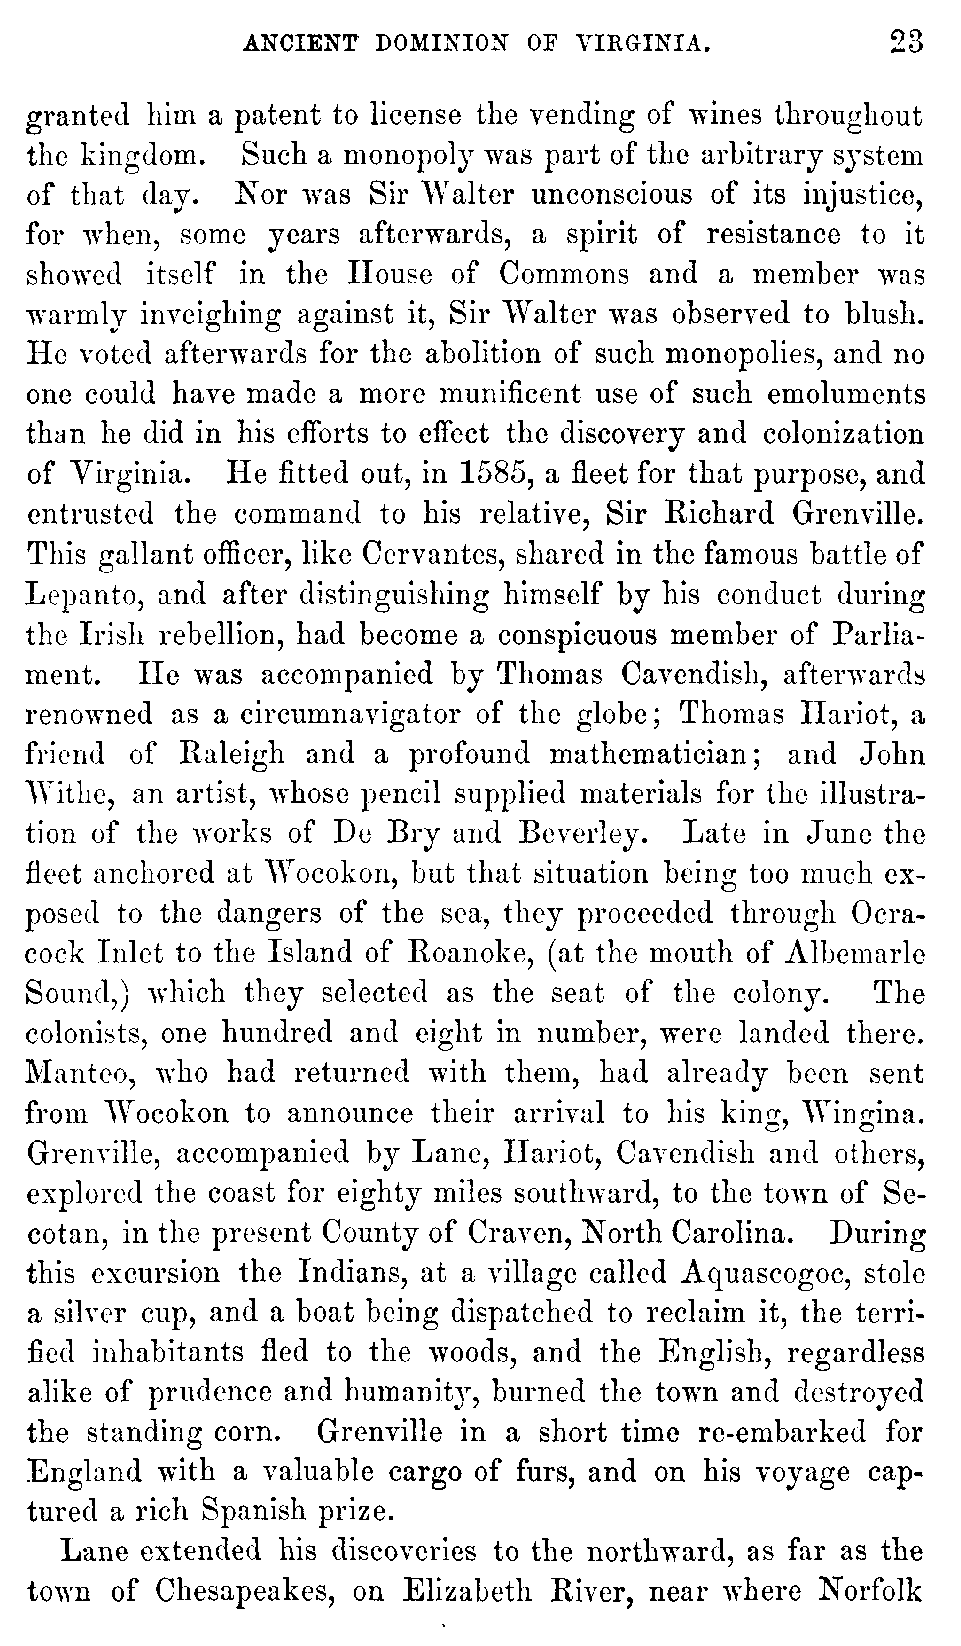 ANCIENT DOMINION OF VIRGINIA. 23
granted him a patent to license the vending of wines throughout
the kingdom. Such a monopoly was part of the arbitrary system
of that day. Nor was Sir Walter unconscious of its injustice,
for when, some years afterwards, a spirit of resistance to it
showed itself in the House of Commons and a member was
warmly inveighing against it, Sir Walter was observed to blush.
He voted afterwards for the abolition of such monopolies, and no
one could have made a more munificent use of such emoluments
than he did in his efforts to effect the discovery and colonization
of Virginia. He fitted out, in 1585, a fleet for that purpose, and
entrusted the command to his relative, Sir Richard Grenville.
This gallant officer, like Cervantes, shared in the famous battle of
Lepanto, and after distinguishing himself by his conduct during
the Irish rebellion, had become a conspicuous member of Parlia-
ment. He was accompanied by Thomas Cavendish, afterwards
renowned as a circumnavigator of the globe; Thomas Hariot, a
friend of Raleigh and a profound mathematician; and John
Withe, an artist, whose pencil supplied materials for the illustra-
tion of the works of De Bry and Beverley. Late in June the
fleet anchored at Wocokon, but that situation being too much ex-
posed to the dangers of the sea, they proceeded through Ocra-
cock Inlet to the Island of Roanoke, (at the mouth of Albemarle
Sound,) which they selected as the seat of the colony. The
colonists, one hundred and eight in number, were landed there.
Manteo, who had returned with them, had already been sent
from Wocokon to announce their arrival to his king, Wingina.
Grenville, accompanied by Lane, Hariot, Cavendish and others,
explored the coast for eighty miles southward, to the town of Se-
cotan, in the present County of Craven, North Carolina. During
this excursion the Indians, at a village called Aquascogoc, stole
a silver cup, and a boat being dispatched to reclaim it, the terri-
fied inhabitants fled to the woods, and the English, regardless
alike of prudence and humanity, burned the town and destroyed
the standing corn. Grenville in a short time re-embarked for
England with a valuable cargo of furs, and on his voyage cap-
tured a rich Spanish prize.
Lane extended his discoveries to the northward, as far as the
town of Chesapeakes, on Elizabeth River, near where Norfolk